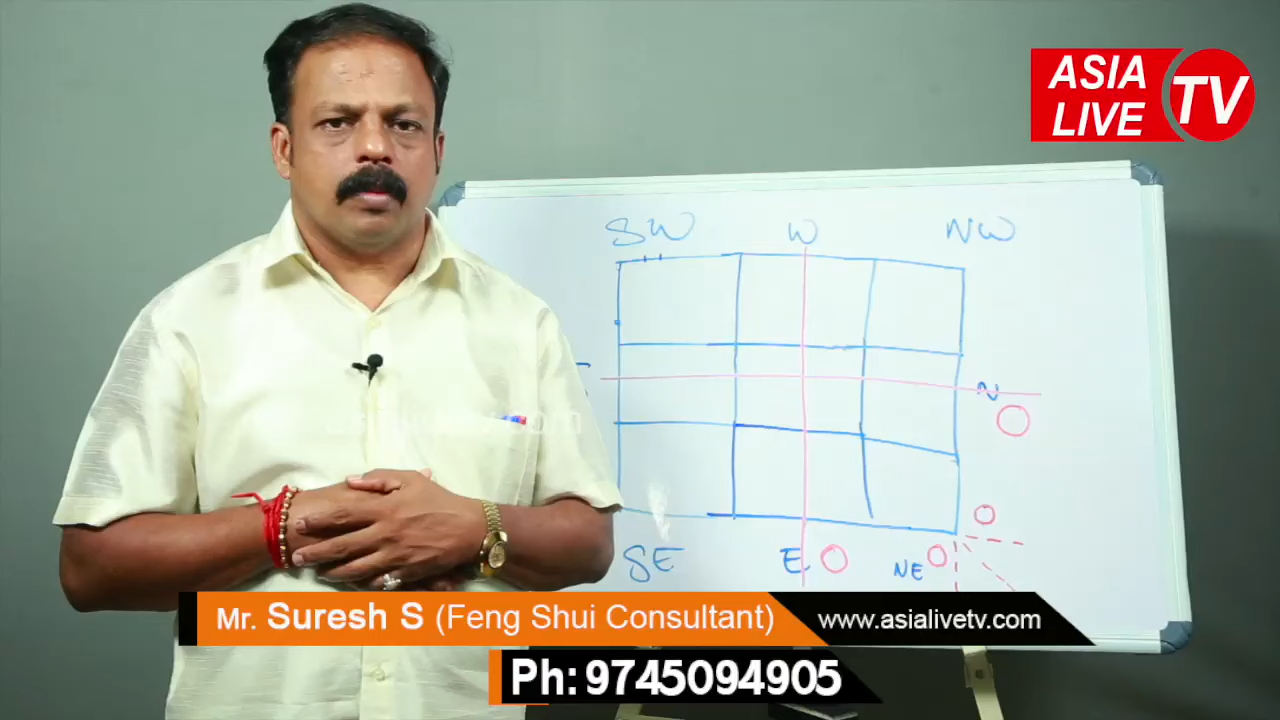 ASIA
LIVE
TV
SW W NW
N
SE E NE
Mr. Suresh S (Feng Shui Consultant)
www.asialivetv.com
Ph: 9745094905